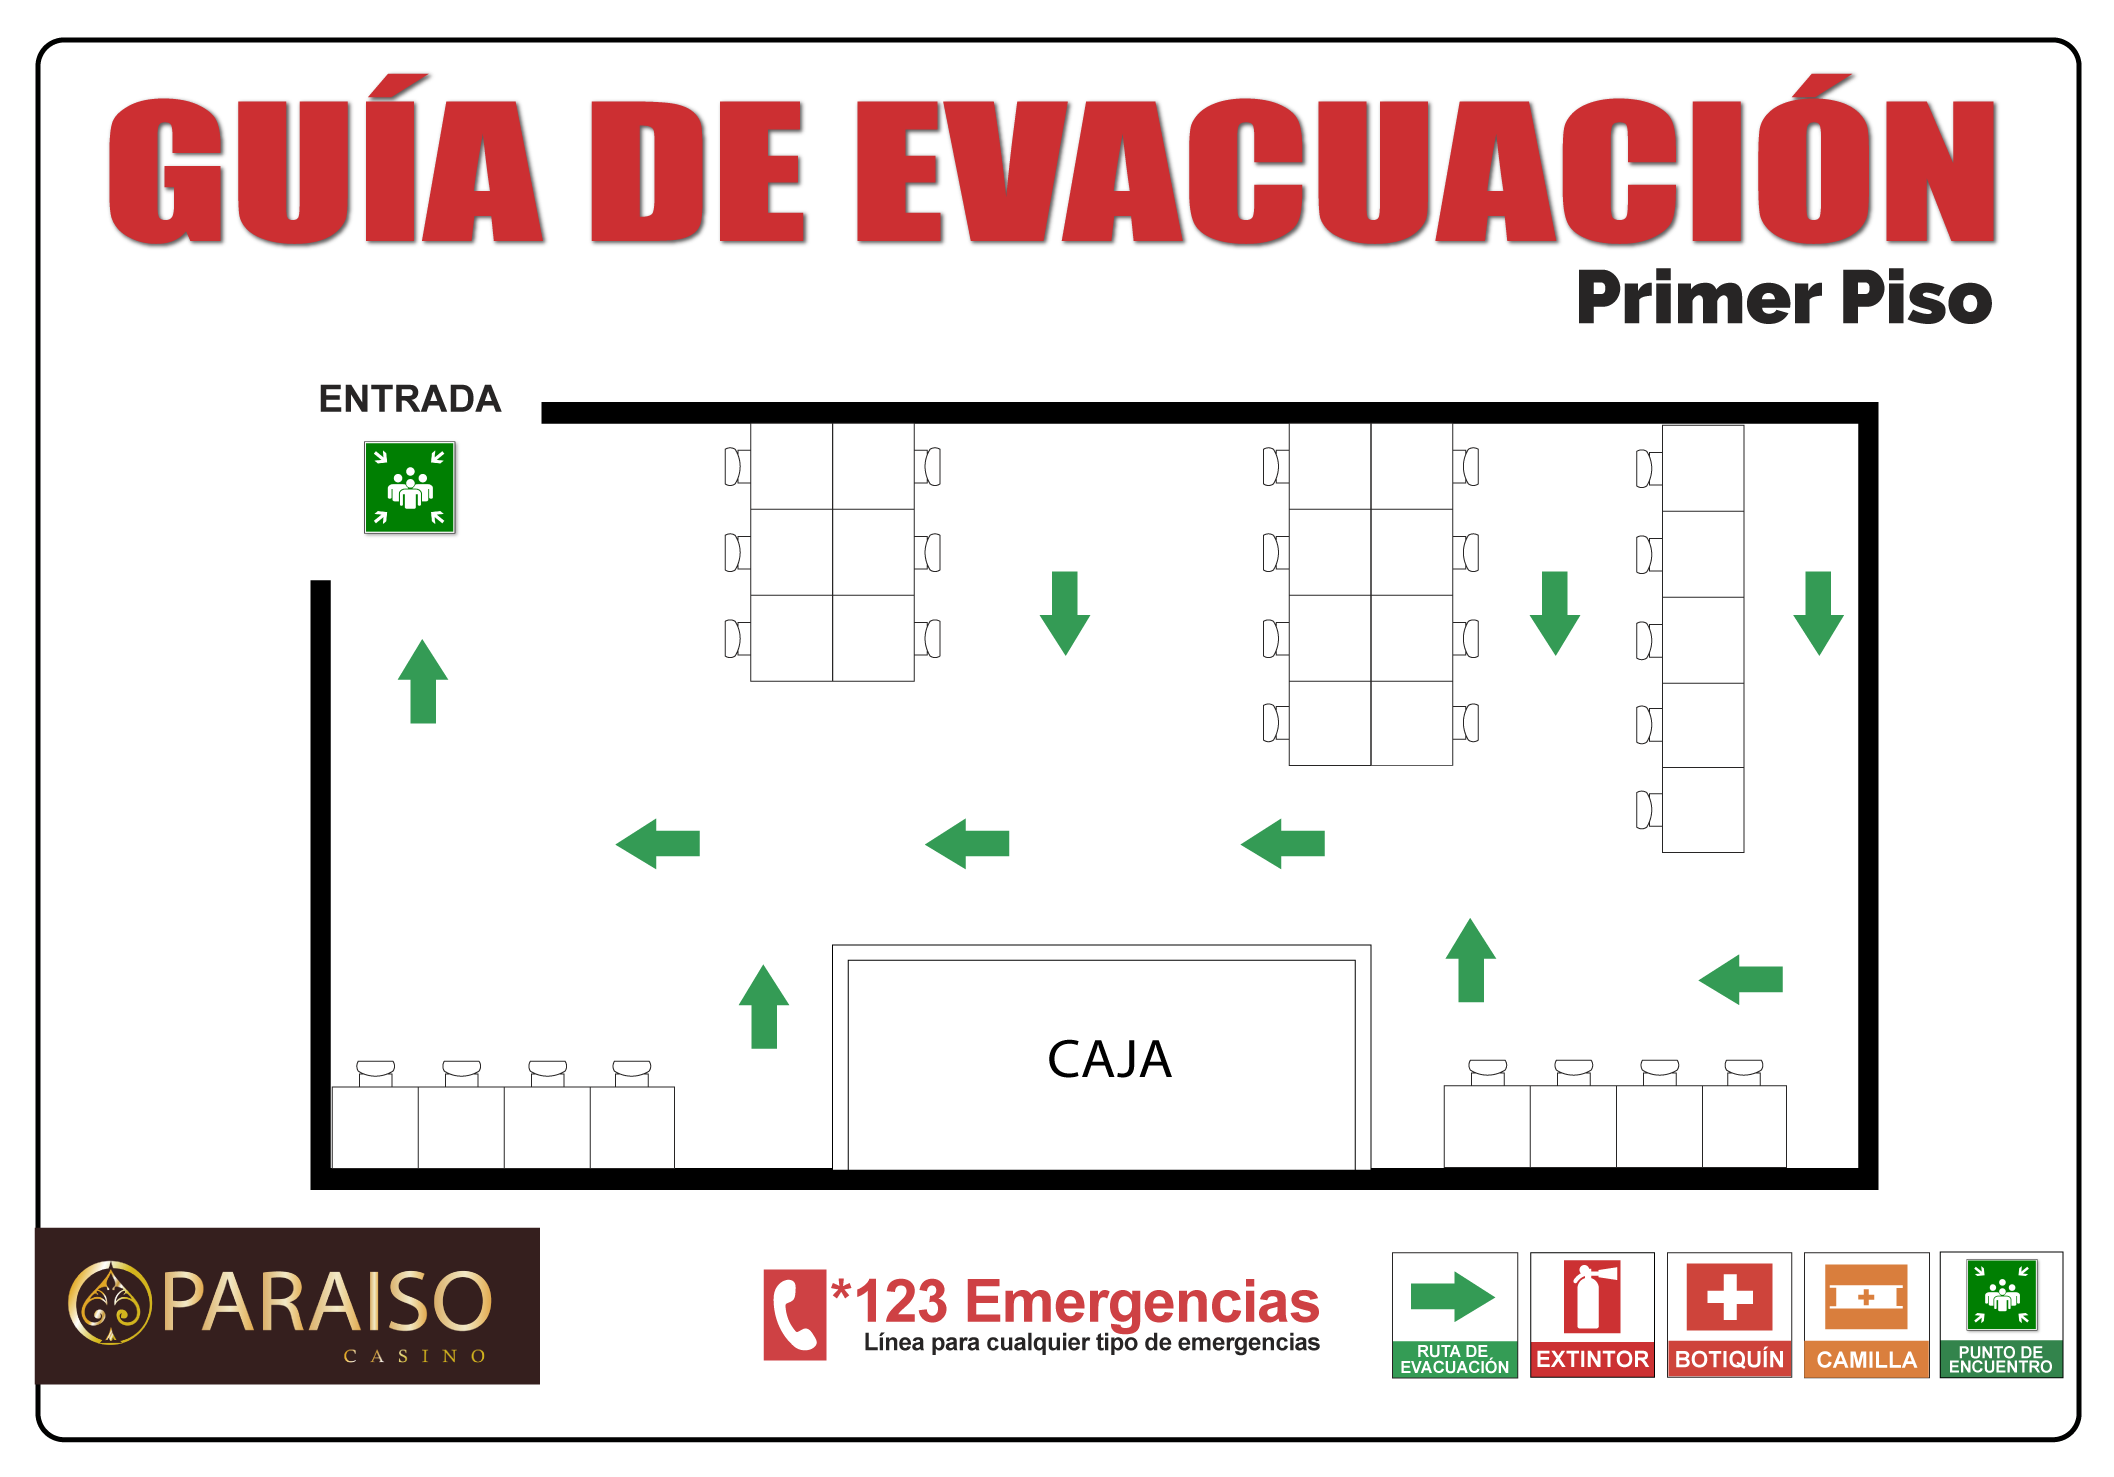 GUÍA DE EVACUACIÓN
Primer Piso
ENTRADA
CAJA
PARAISO
CASINO
*123 Emergencias
Línea para cualquier tipo de emergencias
RUTA DE
EVACUACIÓN
EXTINTOR
BOTIQUÍN
CAMILLA
PUNTO DE
ENCUENTRO